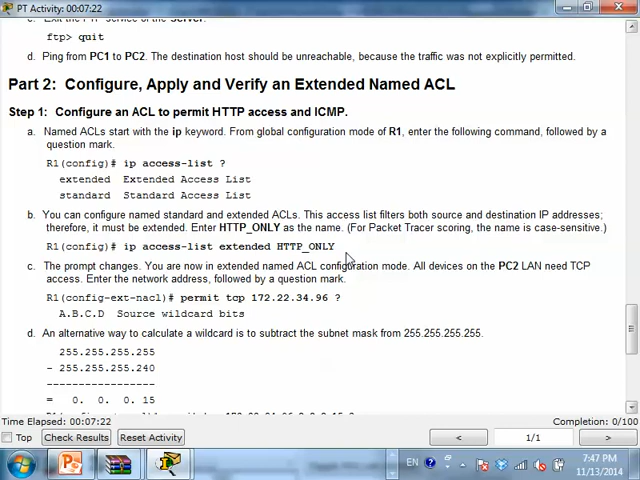 PT Activity: 00:07:22
ftp> quit
d. Ping from PC1 to PC2. The destination host should be unreachable, because the traffic was not explicitly permitted.
Part 2: Configure, Apply and Verify an Extended Named ACL
Step 1: Configure an ACL to permit HTTP access and ICMP.
a. Named ACLs start with the ip keyword. From global configuration mode of R1, enter the following command, followed by a
question mark.
R1(config)# ip access-list ?
extended Extended Access List
standard Standard Access List
b. You can configure named standard and extended ACLs. This access list filters both source and destination IP addresses;
therefore, it must be extended. Enter HTTP_ONLY as the name. (For Packet Tracer scoring, the name is case-sensitive.)
R1(config)# ip access-list extended HTTP_ONLY
c. The prompt changes. You are now in extended named ACL configuration mode. All devices on the PC2 LAN need TCP
access. Enter the network address, followed by a question mark.
R1(config-ext-nacl)# permit tcp 172.22.34.96 ?
A.B.C.D Source wildcard bits
d. An alternative way to calculate a wildcard is to subtract the subnet mask from 255.255.255.255.
255.255.255.255
- 255.255.255.240
-----------------
= 0. 0. 0. 15
Time Elapsed: 00:07:22
Completion: 0/100
Top
Check Results
Reset Activity
<
1/1
>
EN
7:47 PM
11/13/2014